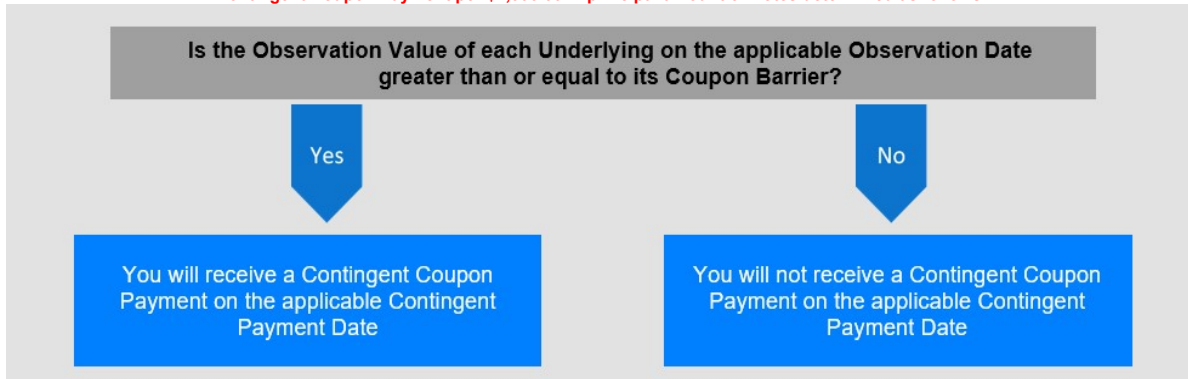 Is the Observation Value of each Underlying on the applicable Observation Date
greater than or equal to its Coupon Barrier?
Yes
No
You will receive a Contingent Coupon
Payment on the applicable Contingent
Payment Date
You will not receive a Contingent Coupon
Payment on the applicable Contingent
Payment Date